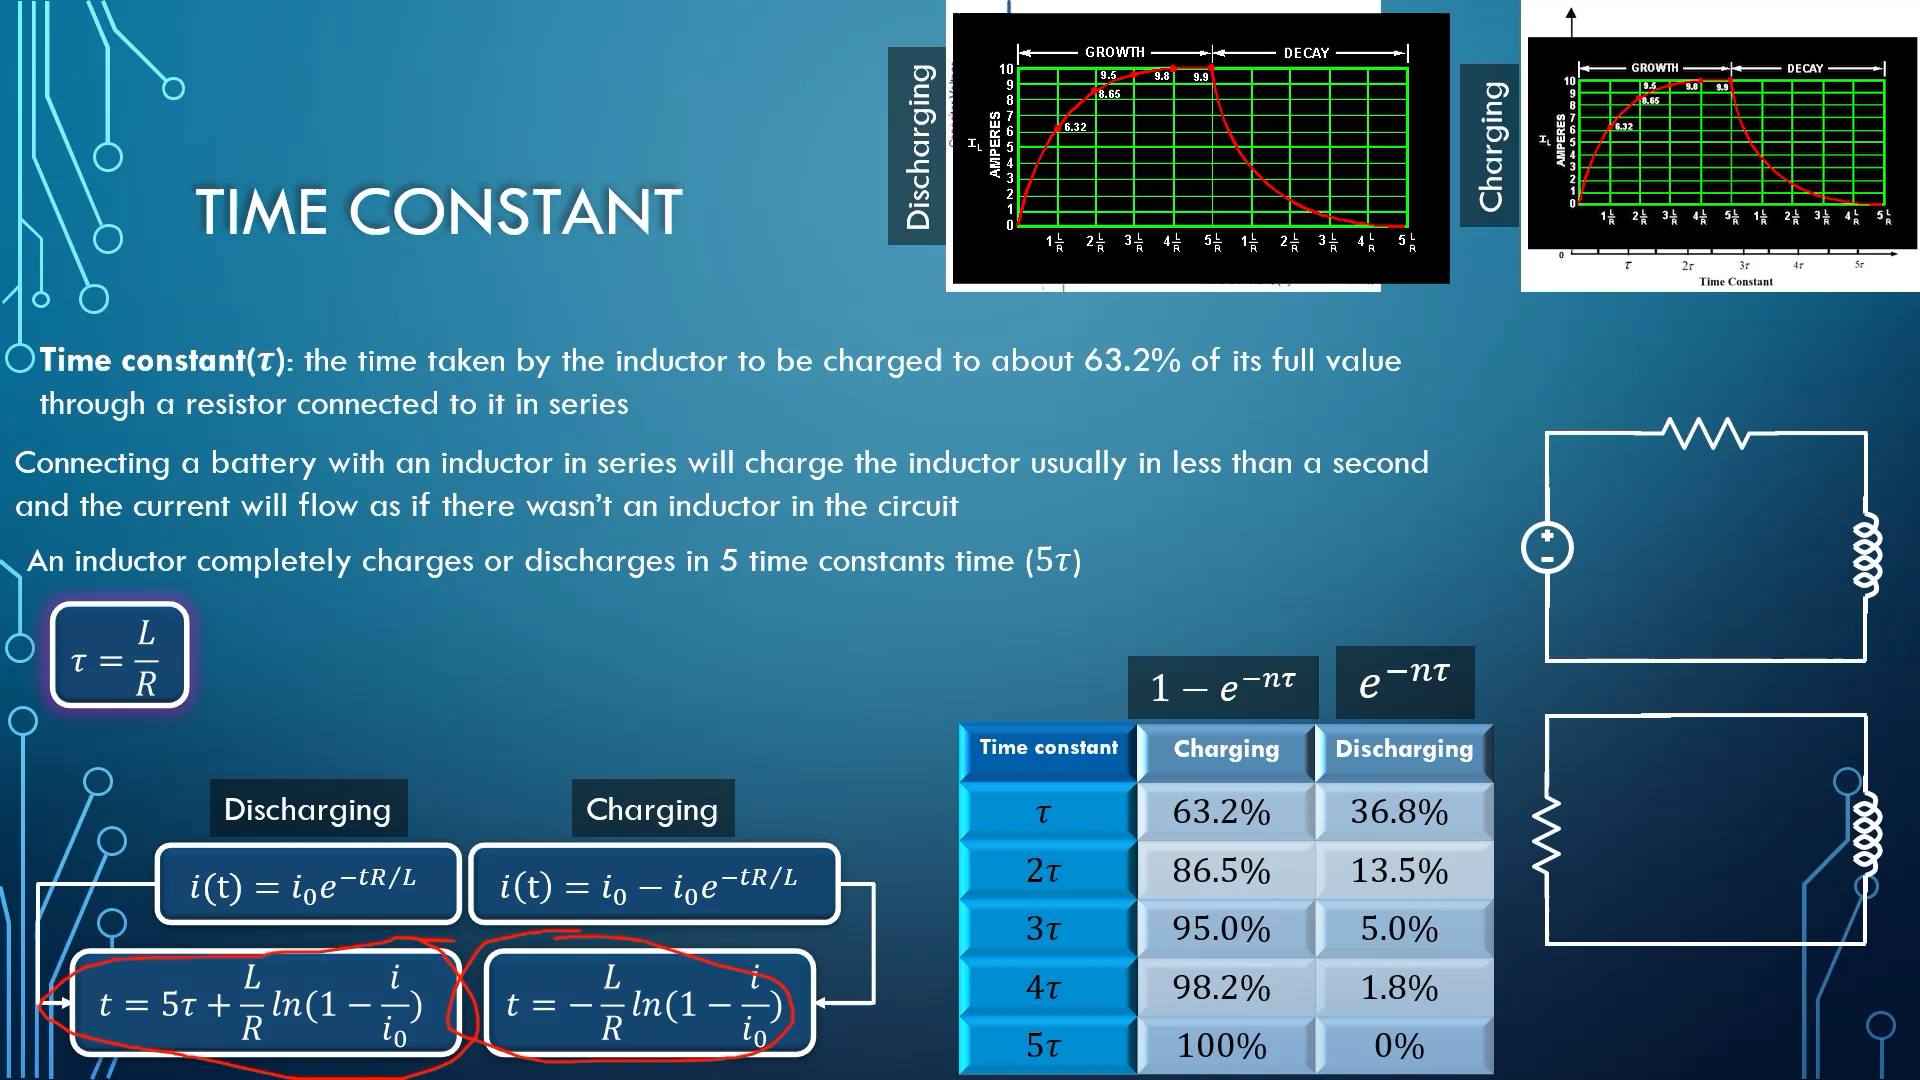 TIME CONSTANT
Discharging
GROWTH DECAY
10
9
8
7
6
5
4
3
2
1
0
I_L
AMPERES
6.32
8.65
9.5
9.8
9.9
1 L/R 2 L/R 3 L/R 4 L/R 5 L/R 1 L/R 2 L/R 3 L/R 4 L/R 5 L/R
Charging
GROWTH DECAY
10
9
8
7
6
5
4
3
2
1
0
I_L
AMPERES
6.32
8.65
9.5
9.8
9.9
1 L/R 2 L/R 3 L/R 4 L/R 5 L/R 1 L/R 2 L/R 3 L/R 4 L/R 5 L/R
0 τ 2τ 3τ 4τ 5τ
Time Constant
Time constant(τ): the time taken by the inductor to be charged to about 63.2% of its full value
through a resistor connected to it in series
Connecting a battery with an inductor in series will charge the inductor usually in less than a second
and the current will flow as if there wasn't an inductor in the circuit
An inductor completely charges or discharges in 5 time constants time (5τ)
τ = L/R
Discharging
i(t) = i₀e^(−tR/L)
t = 5τ + L/R ln(1 − i/i₀)
Charging
i(t) = i₀ − i₀e^(−tR/L)
t = − L/R ln(1 − i/i₀)
1 − e^(−nτ) e^(−nτ)
Time constant Charging Discharging
τ 63.2% 36.8%
2τ 86.5% 13.5%
3τ 95.0% 5.0%
4τ 98.2% 1.8%
5τ 100% 0%